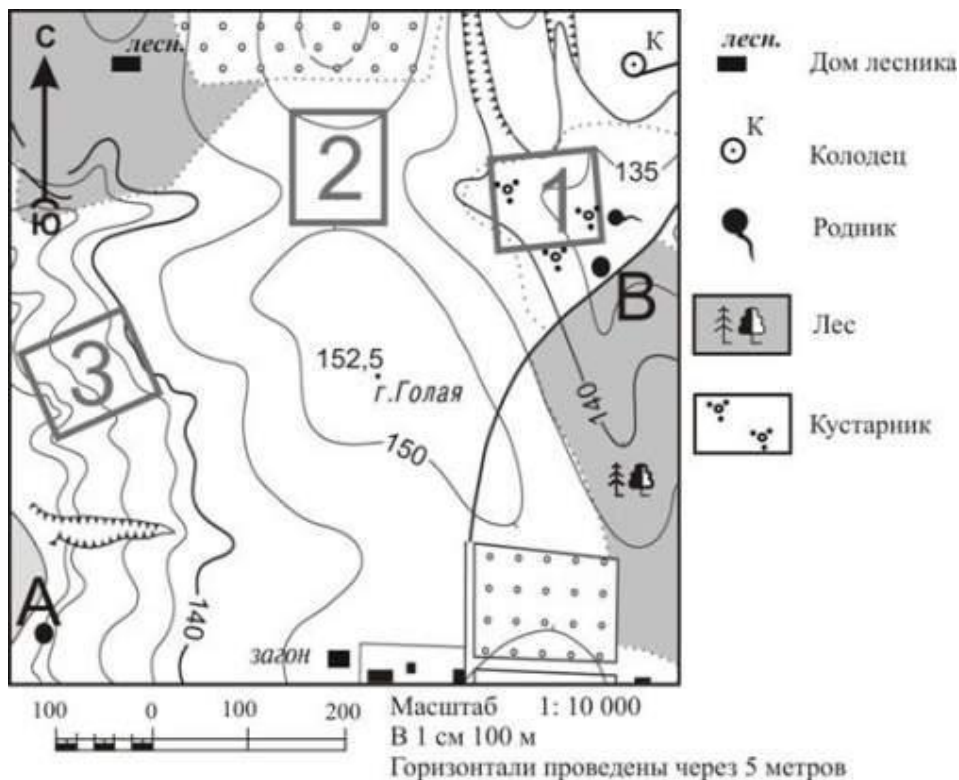 С
лесн.
К
Ю
2
1
135
В
3
152,5
г.Голая
140
150
А
140
загон
лесн.
Дом лесника
К
Колодец
Родник
Лес
Кустарник
100 0 100 200
Масштаб 1: 10 000
В 1 см 100 м
Горизонтали проведены через 5 метров